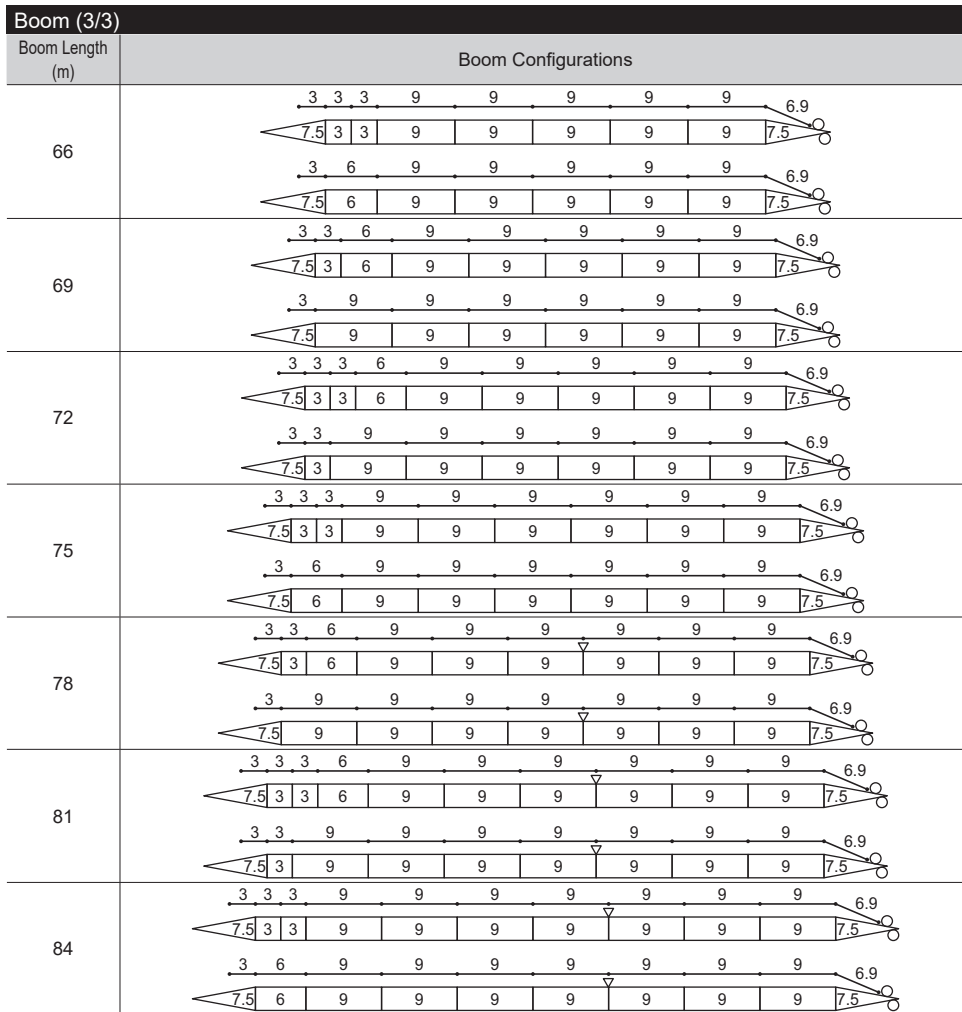 Boom (3/3)
Boom Length
(m)
Boom Configurations
66
3 3 3 9 9 9 9 9 6.9
7.5 3 3 9 9 9 9 9 7.5
3 6 9 9 9 9 9 6.9
7.5 6 9 9 9 9 9 7.5
69
3 3 6 9 9 9 9 9 6.9
7.5 3 6 9 9 9 9 9 7.5
3 9 9 9 9 9 9 6.9
7.5 9 9 9 9 9 9 7.5
72
3 3 3 6 9 9 9 9 9 6.9
7.5 3 3 6 9 9 9 9 9 7.5
3 3 9 9 9 9 9 9 6.9
7.5 3 9 9 9 9 9 9 7.5
75
3 3 3 9 9 9 9 9 9 6.9
7.5 3 3 9 9 9 9 9 9 7.5
3 6 9 9 9 9 9 9 6.9
7.5 6 9 9 9 9 9 9 7.5
78
3 3 6 9 9 9 9 9 9 6.9
7.5 3 6 9 9 9 9 9 9 7.5
3 9 9 9 9 9 9 9 6.9
7.5 9 9 9 9 9 9 9 7.5
81
3 3 3 6 9 9 9 9 9 9 6.9
7.5 3 3 6 9 9 9 9 9 9 7.5
3 3 9 9 9 9 9 9 9 6.9
7.5 3 9 9 9 9 9 9 9 7.5
84
3 3 3 9 9 9 9 9 9 9 6.9
7.5 3 3 9 9 9 9 9 9 9 7.5
3 6 9 9 9 9 9 9 9 6.9
7.5 6 9 9 9 9 9 9 9 7.5